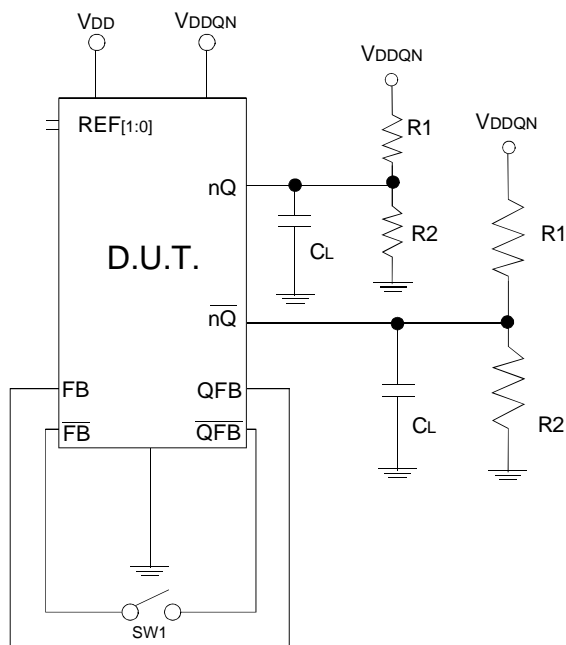 VDD VDDQN
VDDQN
REF[1:0]
R1
VDDQN
nQ
R2
R1
CL
D.U.T.
nQ
FB QFB
CL
R2
FB QFB
SW1